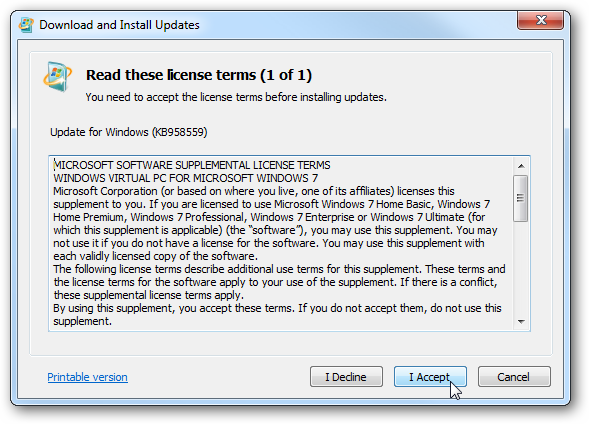 Download and Install Updates
Read these license terms (1 of 1)
You need to accept the license terms before installing updates.
Update for Windows (KB958559)
MICROSOFT SOFTWARE SUPPLEMENTAL LICENSE TERMS
WINDOWS VIRTUAL PC FOR MICROSOFT WINDOWS 7
Microsoft Corporation (or based on where you live, one of its affiliates) licenses this
supplement to you. If you are licensed to use Microsoft Windows 7 Home Basic, Windows 7
Home Premium, Windows 7 Professional, Windows 7 Enterprise or Windows 7 Ultimate (for
which this supplement is applicable) (the “software”), you may use this supplement. You may
not use it if you do not have a license for the software. You may use this supplement with
each validly licensed copy of the software.
The following license terms describe additional use terms for this supplement. These terms and
the license terms for the software apply to your use of the supplement. If there is a conflict,
these supplemental license terms apply.
By using this supplement, you accept these terms. If you do not accept them, do not use this
supplement.
Printable version
I Decline
I Accept
Cancel